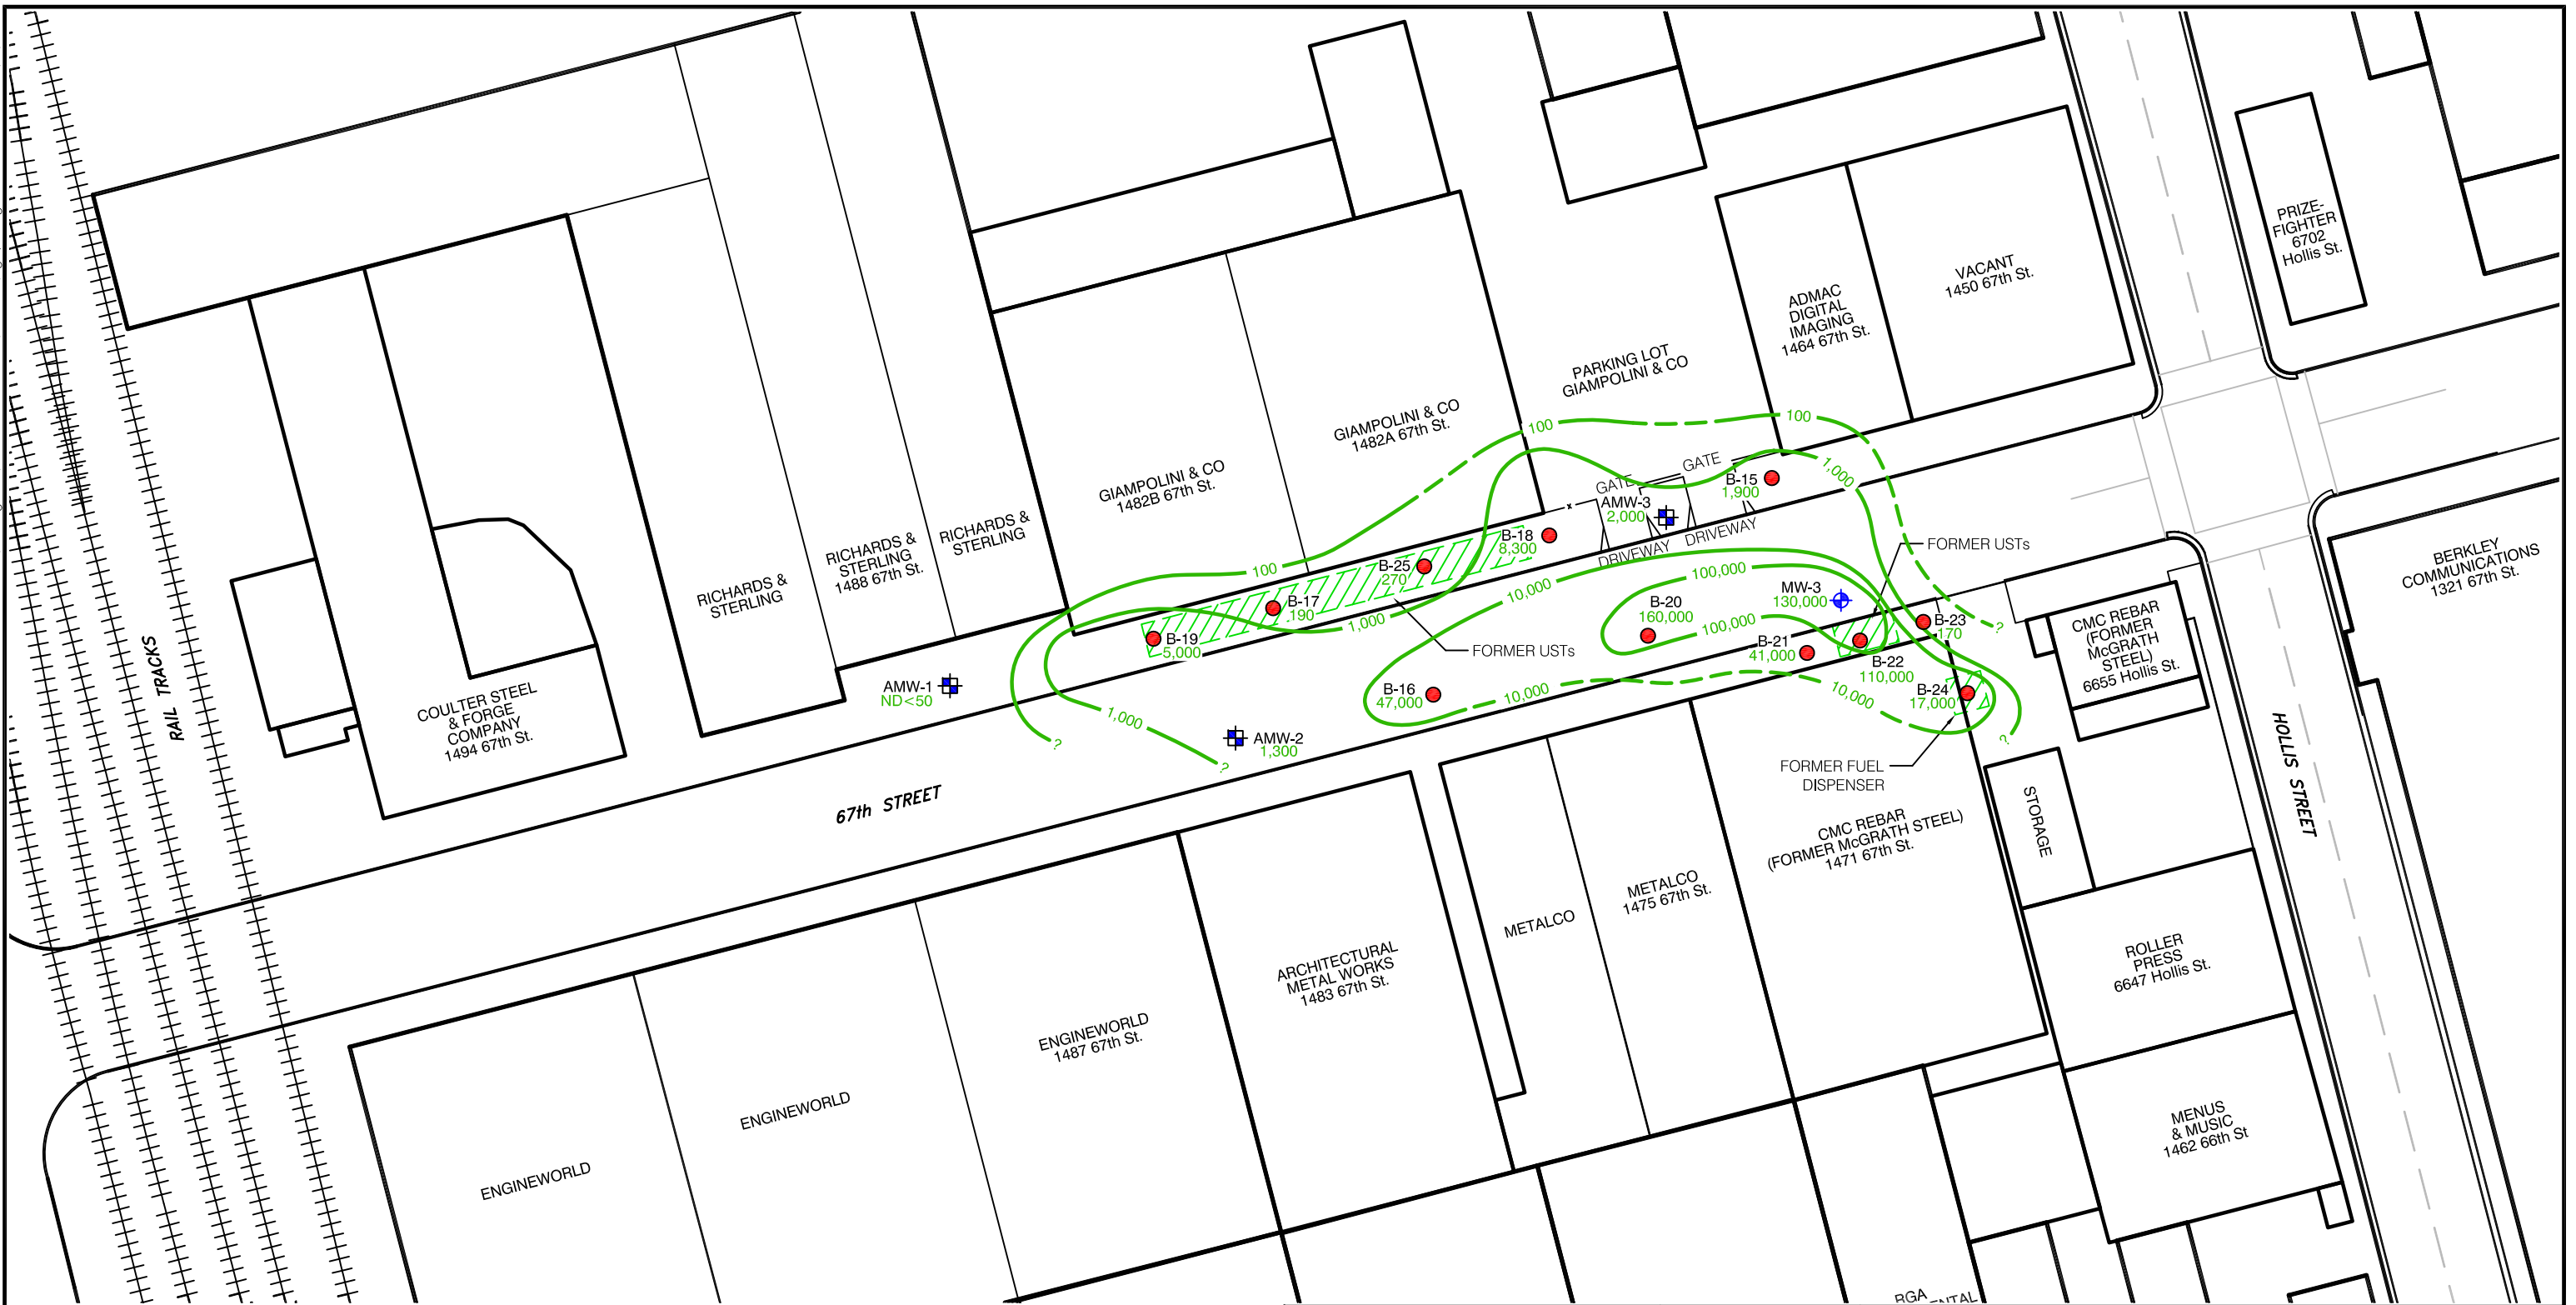 PRIZE-
FIGHTER
6702
Hollis St.
VACANT
1450 67th St.
ADMAC
DIGITAL
IMAGING
1464 67th St.
PARKING LOT
GIAMPOLINI & CO
GIAMPOLINI & CO
1482A 67th St.
GIAMPOLINI & CO
1482B 67th St.
RICHARDS &
STERLING
RICHARDS &
STERLING
1488 67th St.
RICHARDS &
STERLING
COULTER STEEL
& FORGE
COMPANY
1494 67th St.
RAIL TRACKS
100
100
100
1,000
GATE
GATE
B-15
1,900
AMW-3
2,000
DRIVEWAY
DRIVEWAY
B-18
8,300
B-25
270
B-17
190
B-19
5,000
FORMER USTs
FORMER USTs
1,000
10,000
100,000
100,000
MW-3
130,000
B-20
160,000
B-21
41,000
B-22
110,000
B-23
170
B-24
17,000
B-16
47,000
10,000
10,000
?
?
?
?
1,000
AMW-1
ND<50
AMW-2
1,300
FORMER FUEL
DISPENSER
67th STREET
CMC REBAR
(FORMER
McGRATH
STEEL)
6655 Hollis St.
BERKLEY
COMMUNICATIONS
1321 67th St.
HOLLIS STREET
STORAGE
CMC REBAR
(FORMER McGRATH STEEL)
1471 67th St.
METALCO
1475 67th St.
METALCO
ARCHITECTURAL
METAL WORKS
1483 67th St.
ENGINEWORLD
1487 67th St.
ENGINEWORLD
ENGINEWORLD
ROLLER
PRESS
6647 Hollis St.
MENUS
& MUSIC
1462 66th St
RGA